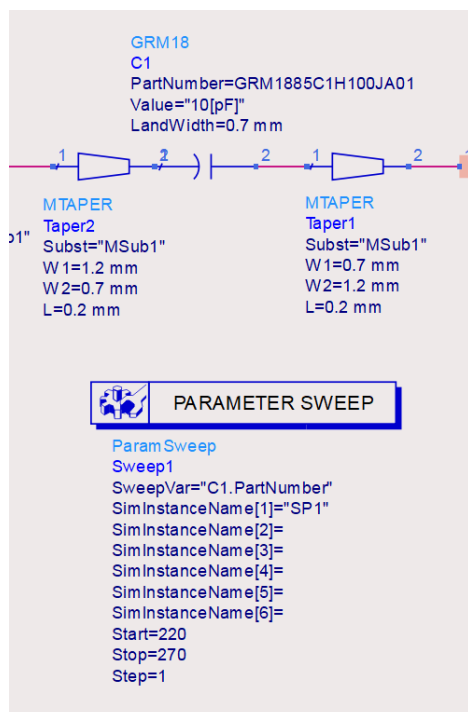 GRM18
C1
PartNumber=GRM1885C1H100JA01
Value="10[pF]"
LandWidth=0.7 mm
1 2 1 2 1 2 1
MTAPER
Taper2
Subst="MSub1"
W1=1.2 mm
W2=0.7 mm
L=0.2 mm
MTAPER
Taper1
Subst="MSub1"
W1=0.7 mm
W2=1.2 mm
L=0.2 mm
b1"
PARAMETER SWEEP
ParamSweep
Sweep1
SweepVar="C1.PartNumber"
SimInstanceName[1]="SP1"
SimInstanceName[2]=
SimInstanceName[3]=
SimInstanceName[4]=
SimInstanceName[5]=
SimInstanceName[6]=
Start=220
Stop=270
Step=1